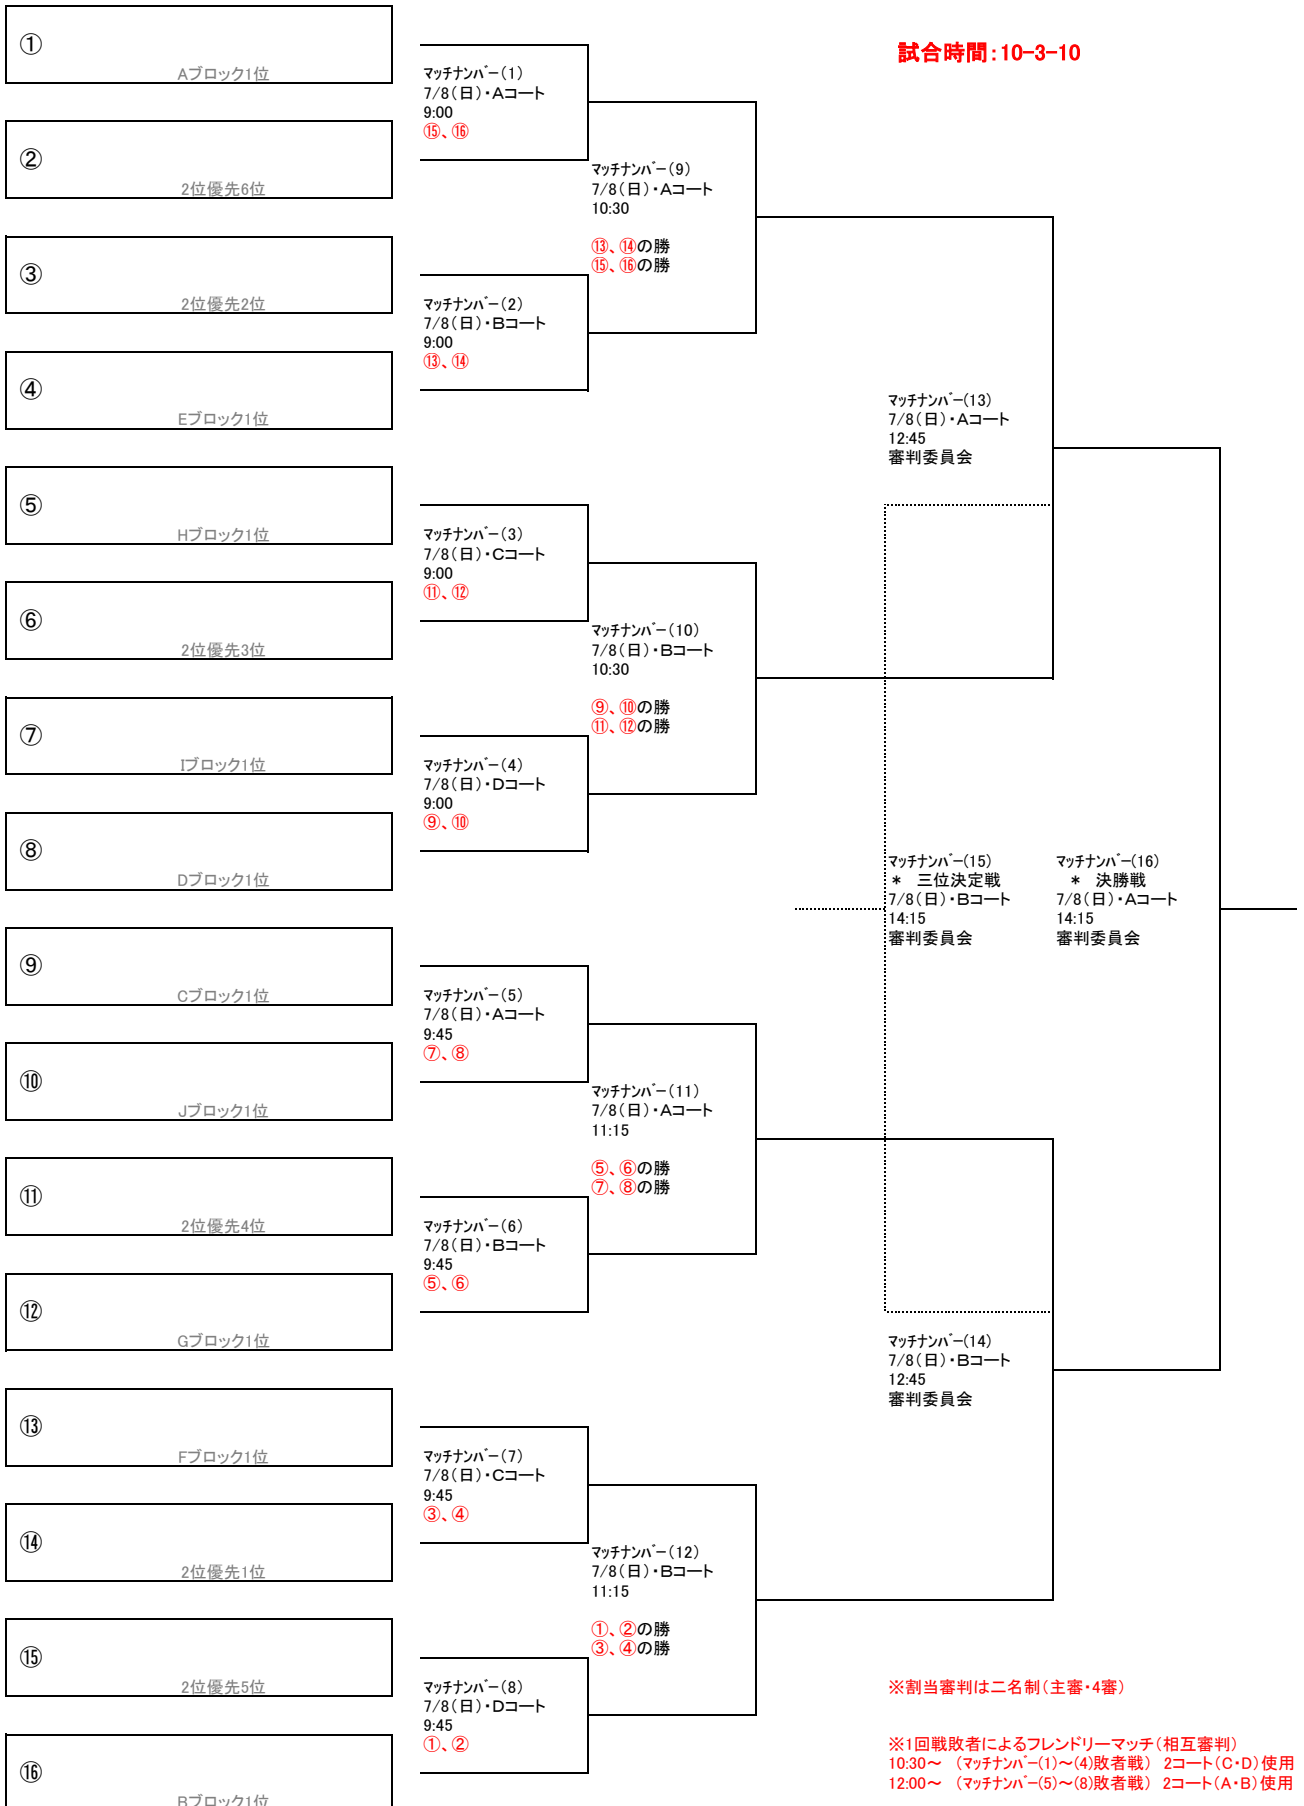 試合時間:10-3-10
①
Aブロック1位
②
2位優先6位
③
2位優先2位
④
Eブロック1位
⑤
Hブロック1位
⑥
2位優先3位
⑦
Iブロック1位
⑧
Dブロック1位
⑨
Cブロック1位
⑩
Jブロック1位
⑪
2位優先4位
⑫
Gブロック1位
⑬
Fブロック1位
⑭
2位優先1位
⑮
2位優先5位
⑯
Bブロック1位
マッチナンバー(1)
7/8(日)・Aコート
9:00
⑮、⑯
マッチナンバー(2)
7/8(日)・Bコート
9:00
⑬、⑭
マッチナンバー(3)
7/8(日)・Cコート
9:00
⑪、⑫
マッチナンバー(4)
7/8(日)・Dコート
9:00
⑨、⑩
マッチナンバー(5)
7/8(日)・Aコート
9:45
⑦、⑧
マッチナンバー(6)
7/8(日)・Bコート
9:45
⑤、⑥
マッチナンバー(7)
7/8(日)・Cコート
9:45
③、④
マッチナンバー(8)
7/8(日)・Dコート
9:45
①、②
マッチナンバー(9)
7/8(日)・Aコート
10:30
⑬、⑭の勝
⑮、⑯の勝
マッチナンバー(10)
7/8(日)・Bコート
10:30
⑨、⑩の勝
⑪、⑫の勝
マッチナンバー(11)
7/8(日)・Aコート
11:15
⑤、⑥の勝
⑦、⑧の勝
マッチナンバー(12)
7/8(日)・Bコート
11:15
①、②の勝
③、④の勝
マッチナンバー(13)
7/8(日)・Aコート
12:45
審判委員会
マッチナンバー(15)
* 三位決定戦
7/8(日)・Bコート
14:15
審判委員会
マッチナンバー(16)
* 決勝戦
7/8(日)・Aコート
14:15
審判委員会
マッチナンバー(14)
7/8(日)・Bコート
12:45
審判委員会
※割当審判は二名制(主審・4審)
※1回戦敗者によるフレンドリーマッチ(相互審判)
10:30～ (マッチナンバー(1)～(4)敗者戦) 2コート(C・D)使用
12:00～ (マッチナンバー(5)～(8)敗者戦) 2コート(A・B)使用